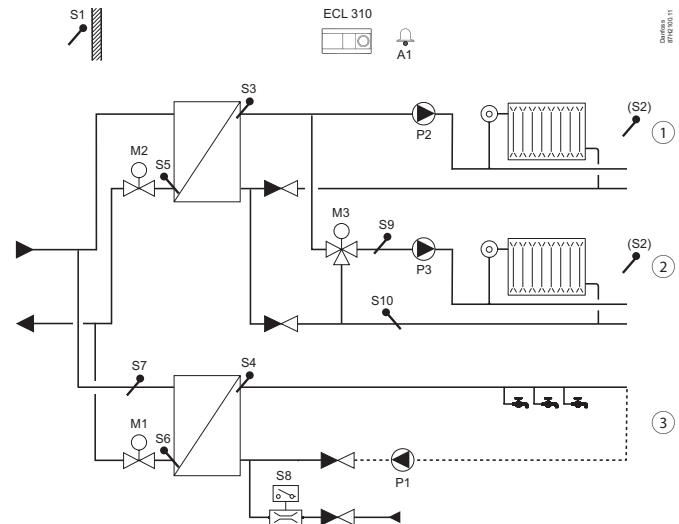 S1
ECL 310
A1
Danfoss
87H2100.11
S3
P2
(S2)
1
M2
S5
M3
S9
P3
(S2)
2
S10
S7
S4
M1
S6
3
P1
S8